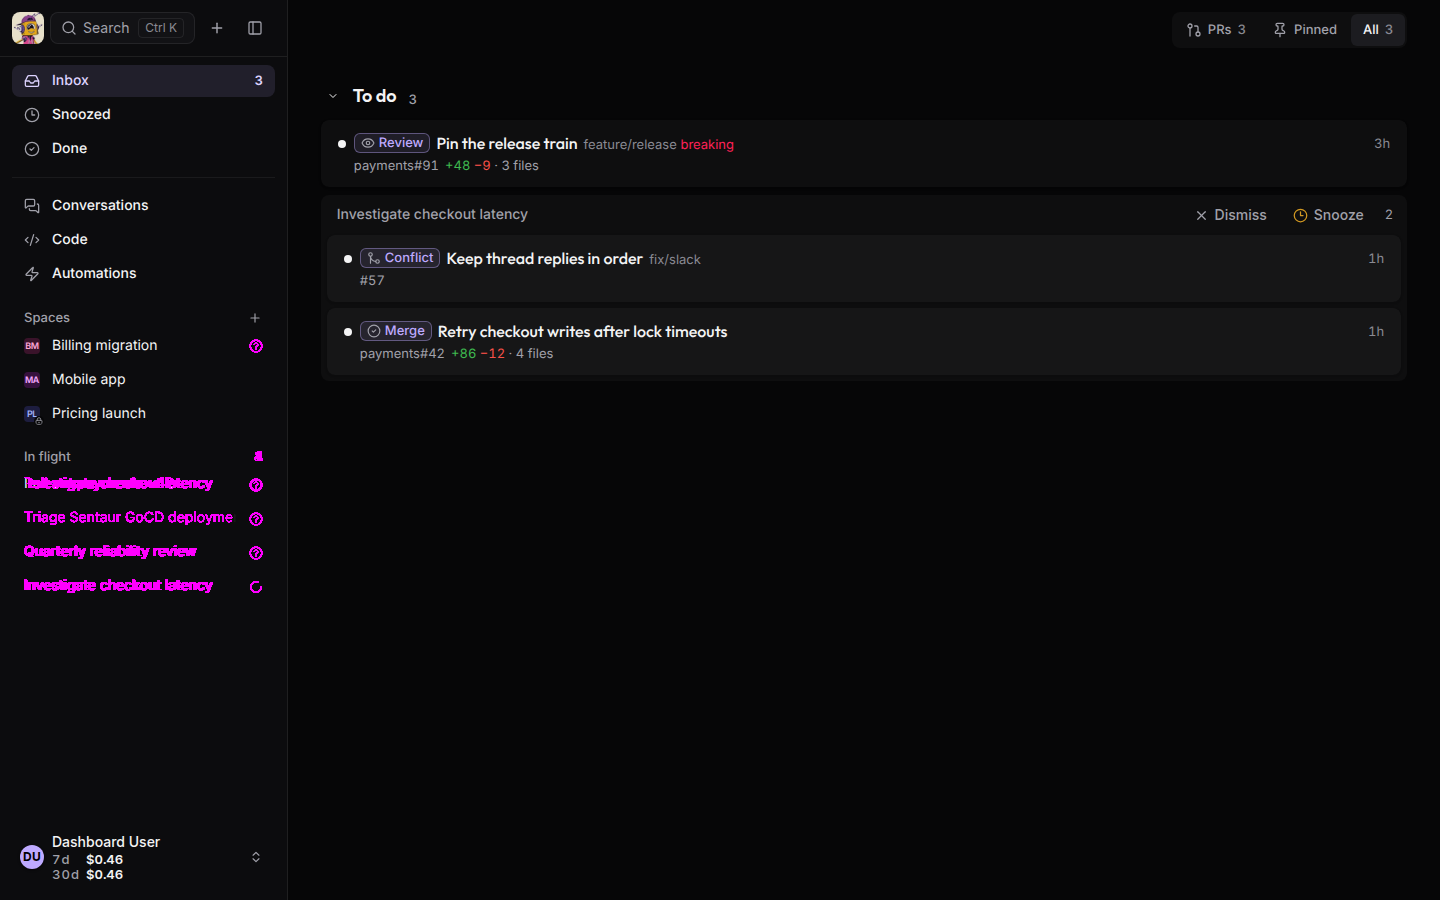 Search Ctrl K
PRs 3 Pinned All 3
Inbox 3
Snoozed
Done
Conversations
Code
Automations
Spaces
BM Billing migration
MA Mobile app
PL Pricing launch
In flight
latency
Triage Sentaur GoCD deployme
Quarterly reliability review
Investigate checkout latency
Dashboard User
DU
7d $0.46
30d $0.46
To do 3
Review Pin the release train feature/release breaking 3h
payments#91 +48 −9 · 3 files
Investigate checkout latency Dismiss Snooze 2
Conflict Keep thread replies in order fix/slack 1h
#57
Merge Retry checkout writes after lock timeouts 1h
payments#42 +86 −12 · 4 files